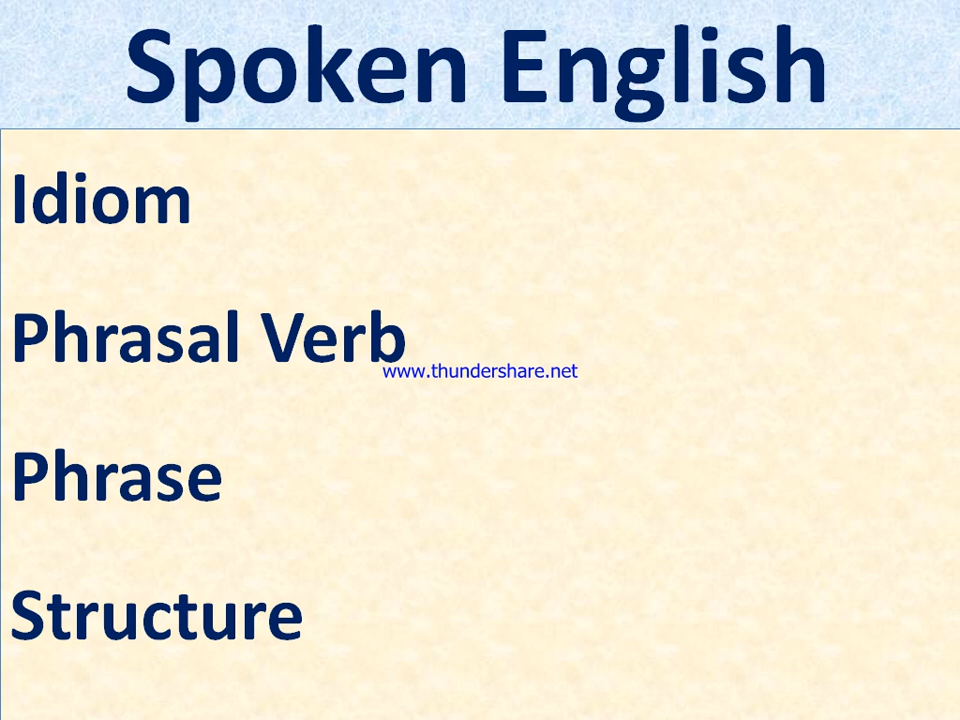 Spoken English
Idiom
Phrasal Verb
www.thundershare.net
Phrase
Structure